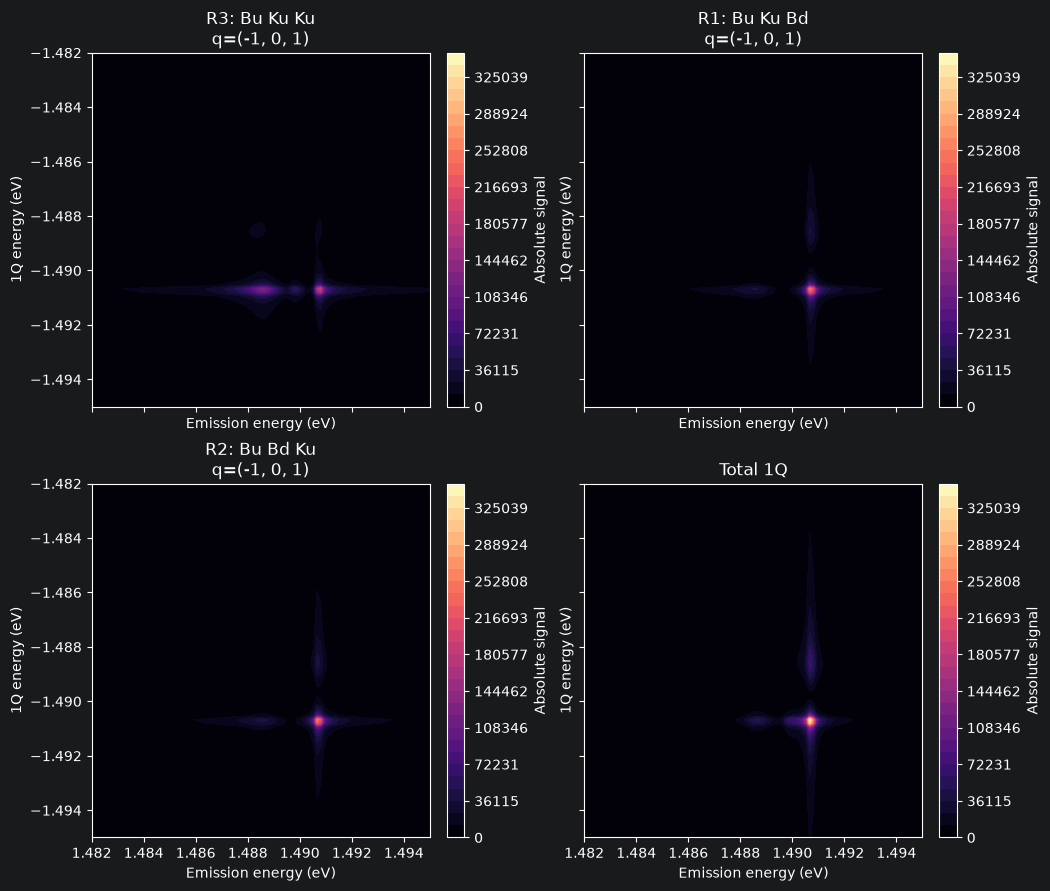 R3: Bu Ku Ku
q=(-1, 0, 1)
−1.482
−1.484
−1.486
−1.488
−1.490
−1.492
−1.494
1Q energy (eV)
Emission energy (eV)
325039
288924
252808
216693
180577
144462
108346
72231
36115
0
Absolute signal
R1: Bu Ku Bd
q=(-1, 0, 1)
1Q energy (eV)
Emission energy (eV)
325039
288924
252808
216693
180577
144462
108346
72231
36115
0
Absolute signal
R2: Bu Bd Ku
q=(-1, 0, 1)
−1.482
−1.484
−1.486
−1.488
−1.490
−1.492
−1.494
1Q energy (eV)
1.482 1.484 1.486 1.488 1.490 1.492 1.494
Emission energy (eV)
325039
288924
252808
216693
180577
144462
108346
72231
36115
0
Absolute signal
Total 1Q
1Q energy (eV)
1.482 1.484 1.486 1.488 1.490 1.492 1.494
Emission energy (eV)
325039
288924
252808
216693
180577
144462
108346
72231
36115
0
Absolute signal